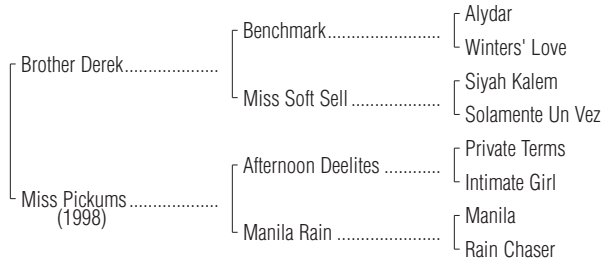 Alydar
Benchmark..................
Winters' Love
Brother Derek....................
Siyah Kalem
Miss Soft Sell ...................
Solamente Un Vez
Private Terms
Afternoon Deelites ............
Intimate Girl
Miss Pickums....................
(1998)
Manila
Manila Rain ......................
Rain Chaser